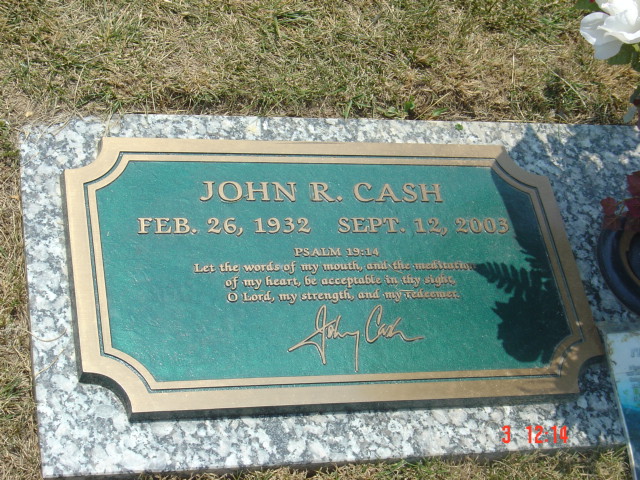 JOHN R. CASH
FEB. 26, 1932 SEPT. 12, 2003
PSALM 19:14
Let the words of my mouth, and the meditation
of my heart, be acceptable in thy sight,
O Lord, my strength, and my redeemer.
Johnny Cash
3 12:14